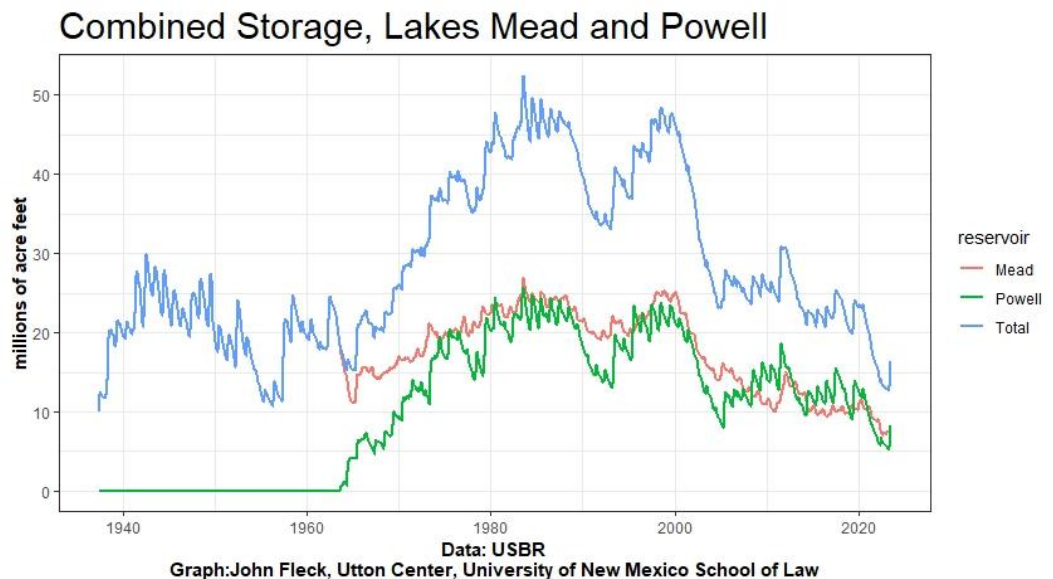 Combined Storage, Lakes Mead and Powell
millions of acre feet
50
40
30
20
10
0
1940 1960 1980 2000 2020
reservoir
Mead
Powell
Total
Data: USBR
Graph:John Fleck, Utton Center, University of New Mexico School of Law